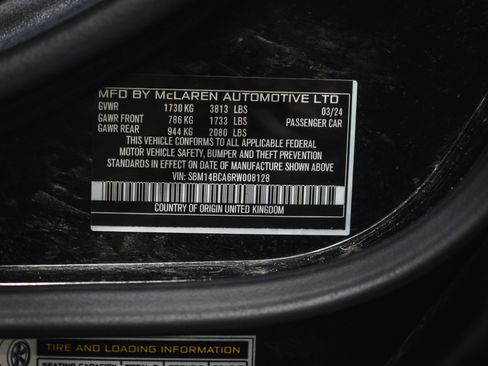 MFD BY McLAREN AUTOMOTIVE LTD
GVWR 1730 KG 3813 LBS 03/24
GAWR FRONT 786 KG 1733 LBS PASSENGER CAR
GAWR REAR 944 KG 2080 LBS
THIS VEHICLE CONFORMS TO ALL APPLICABLE FEDERAL
MOTOR VEHICLE SAFETY, BUMPER AND THEFT PREVENTION
STANDARDS IN EFFECT ON DATE OF MANUFACTURE SHOWN ABOVE
VIN: SBM14BCA6RW008128
COUNTRY OF ORIGIN UNITED KINGDOM
TIRE AND LOADING INFORMATION
SEATING CAPACITY